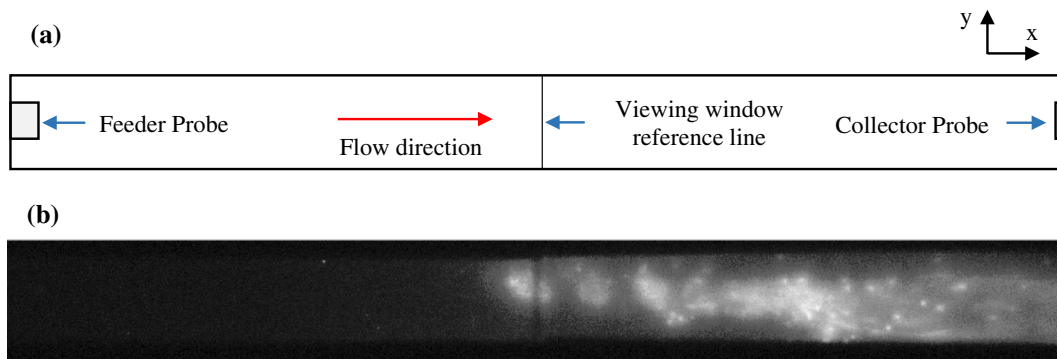 (a)
y
x
Feeder Probe
Flow direction
Viewing window
reference line
Collector Probe
(b)